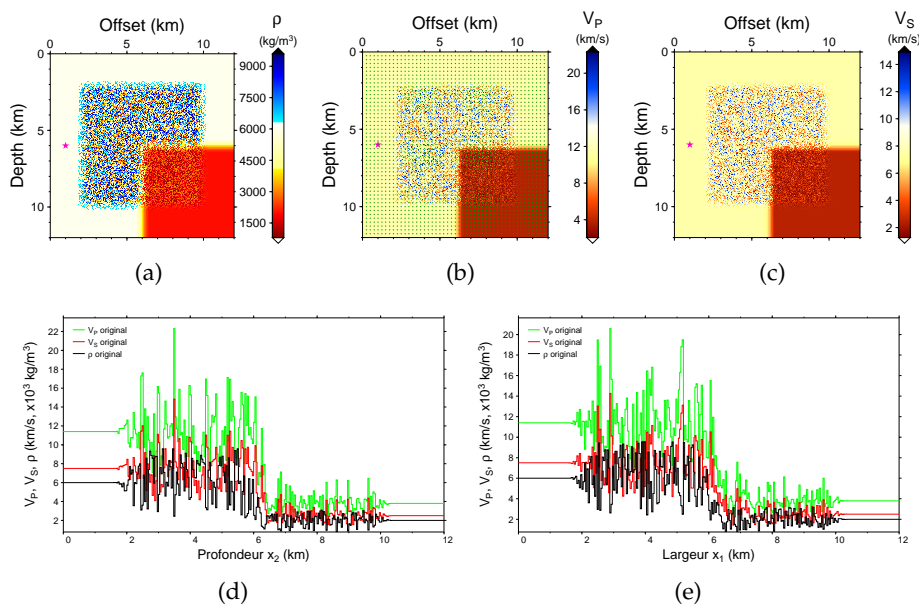 Offset (km)
ρ
(kg/m³)
0 5 10
Depth (km)
0
5
10
9000
7500
6000
4500
3000
1500
(a)
Offset (km)
V_P
(km/s)
0 5 10
Depth (km)
0
5
10
20
16
12
8
4
(b)
Offset (km)
V_S
(km/s)
0 5 10
Depth (km)
0
5
10
14
12
10
8
6
4
2
(c)
V_P, V_S, ρ (km/s, x10³ kg/m³)
22
20
18
16
14
12
10
8
6
4
2
V_P original
V_S original
ρ original
0 2 4 6 8 10 12
Profondeur x₂ (km)
(d)
V_P, V_S, ρ (km/s, x10³ kg/m³)
20
18
16
14
12
10
8
6
4
2
V_P original
V_S original
ρ original
0 2 4 6 8 10 12
Largeur x₁ (km)
(e)